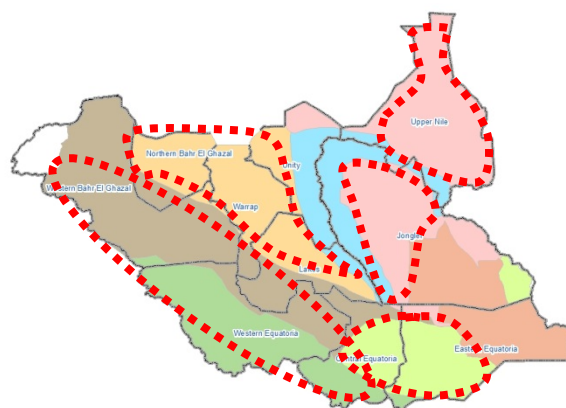 Upper Nile
Northern Bahr El Ghazal
Unity
Western Bahr El Ghazal
Warrap
Jonglei
Lakes
Western Equatoria
Central Equatoria
Eastern Equatoria